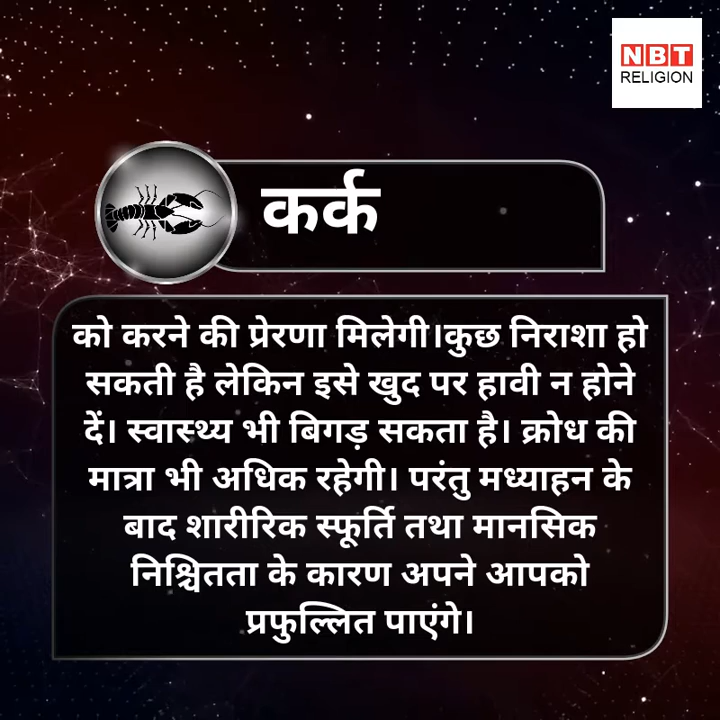 NBT
RELIGION
कर्क
को करने की प्रेरणा मिलेगी।कुछ निराशा हो
सकती है लेकिन इसे खुद पर हावी न होने
दें। स्वास्थ्य भी बिगड़ सकता है। क्रोध की
मात्रा भी अधिक रहेगी। परंतु मध्याहन के
बाद शारीरिक स्फूर्ति तथा मानसिक
निश्चितता के कारण अपने आपको
प्रफुल्लित पाएंगे।